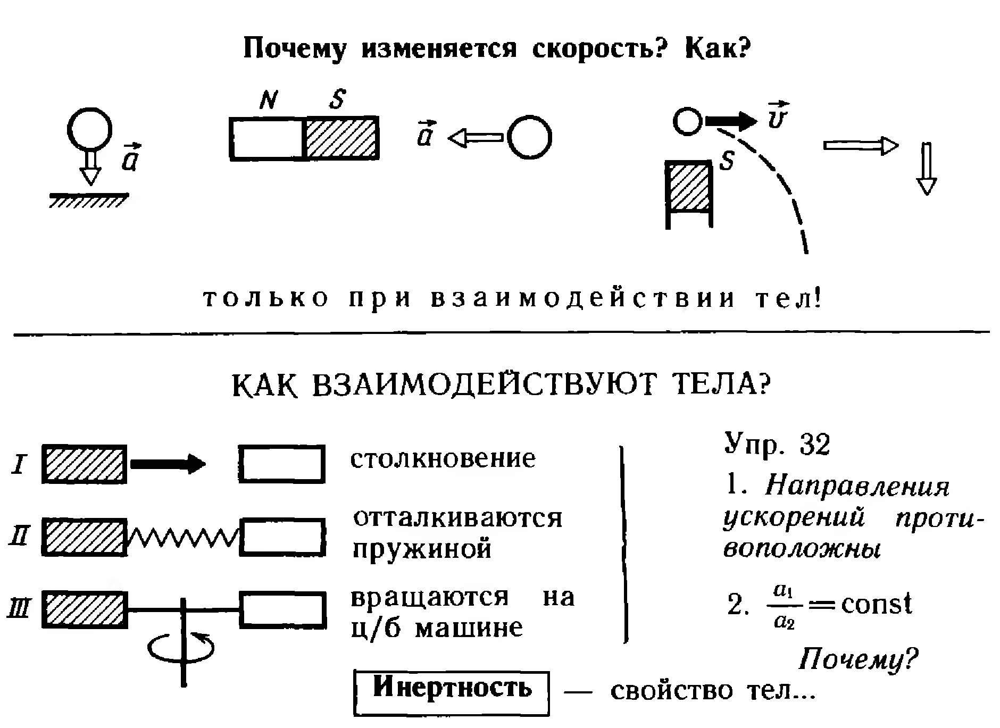 Почему изменяется скорость? Как?
N S
a⃗
a⃗
v⃗
S
только при взаимодействии тел!
КАК ВЗАИМОДЕЙСТВУЮТ ТЕЛА?
I столкновение
II отталкиваются
пружиной
III вращаются на
ц/б машине
Упр. 32
1. Направления
ускорений проти-
воположны
2. a₁/a₂ = const
Почему?
Инертность — свойство тел...